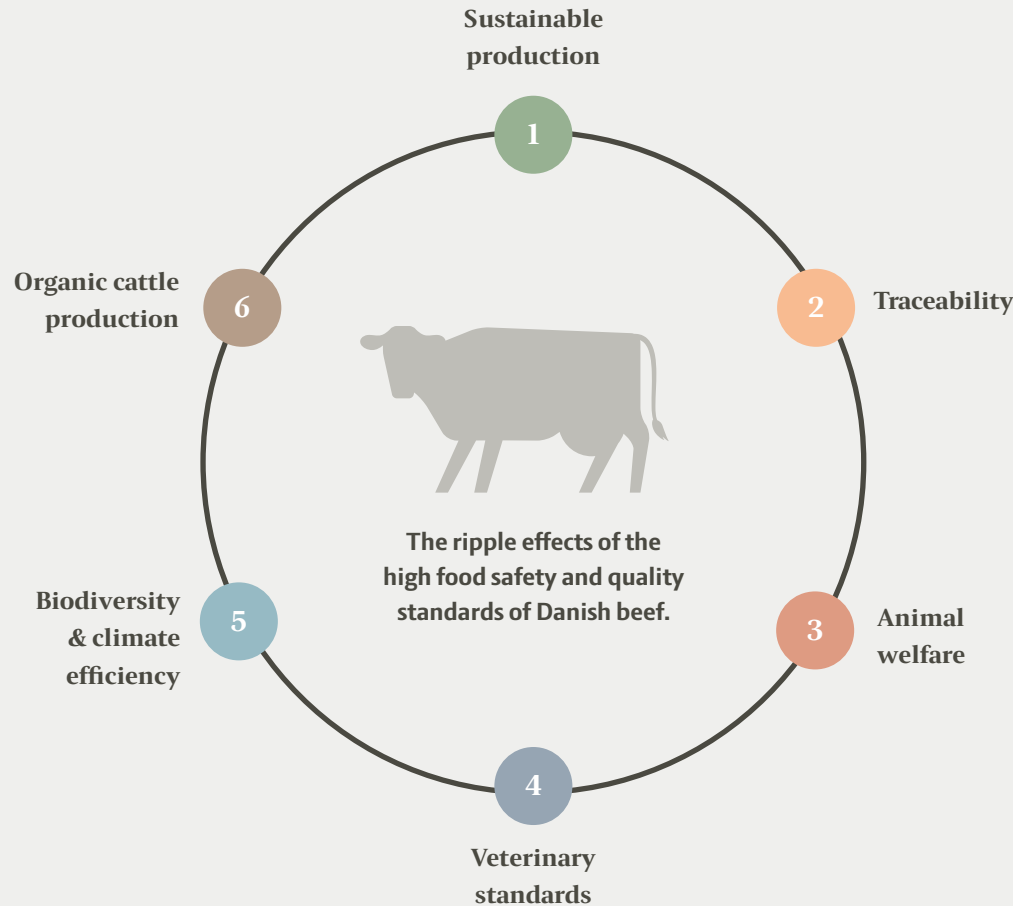 Sustainable
production
1
2
Traceability
3
Animal
welfare
4
Veterinary
standards
5
Biodiversity
& climate
efficiency
6
Organic cattle
production
The ripple effects of the
high food safety and quality
standards of Danish beef.